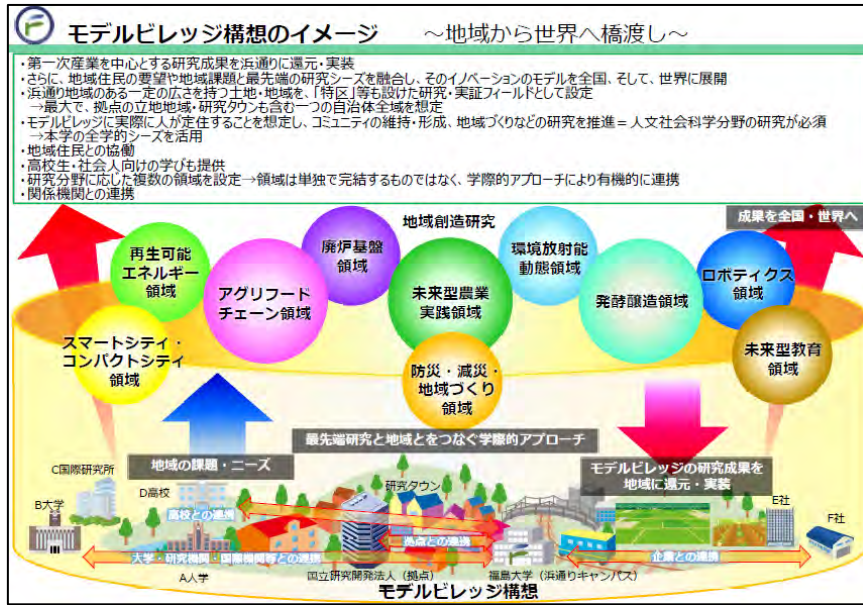 モデルビレッジ構想のイメージ ～地域から世界へ橋渡し～
・第一次産業を中心とする研究成果を浜通りに還元・実装
・さらに、地域住民の要望や地域課題と最先端の研究シーズを融合し、そのイノベーションのモデルを全国、そして、世界に展開
・浜通り地域のある一定の広さを持つ土地・地域を、「特区」等も設けた研究・実証フィールドとして設定
→最大で、拠点の立地地域・研究タウンも含む一つの自治体全域を想定
・モデルビレッジに実際に人が定住することを想定し、コミュニティの維持・形成、地域づくりなどの研究を推進＝人文社会科学分野の研究が必須
→本学の全学的シーズを活用
・地域住民との協働
・高校生・社会人向けの学びも提供
・研究分野に応じた複数の領域を設定→領域は単独で完結するものではなく、学際的アプローチにより有機的に連携
・関係機関との連携
地域創造研究
成果を全国・世界へ
再生可能
エネルギー
領域
アグリフード
チェーン領域
廃炉基盤
領域
未来型農業
実践領域
環境放射能
動態領域
発酵醸造領域
ロボティクス
領域
スマートシティ・
コンパクトシティ
領域
防災・減災・
地域づくり
領域
未来型教育
領域
最先端研究と地域とをつなぐ学際的アプローチ
地域の課題・ニーズ
モデルビレッジの研究成果を
地域に還元・実装
C国際研究所
B大学
D高校
研究タウン
E社
F社
高校との連携
拠点との連携
大学・研究機関・国際機関等との連携
企業との連携
A大学
国立研究開発法人（拠点）
福島大学（浜通りキャンパス）
モデルビレッジ構想